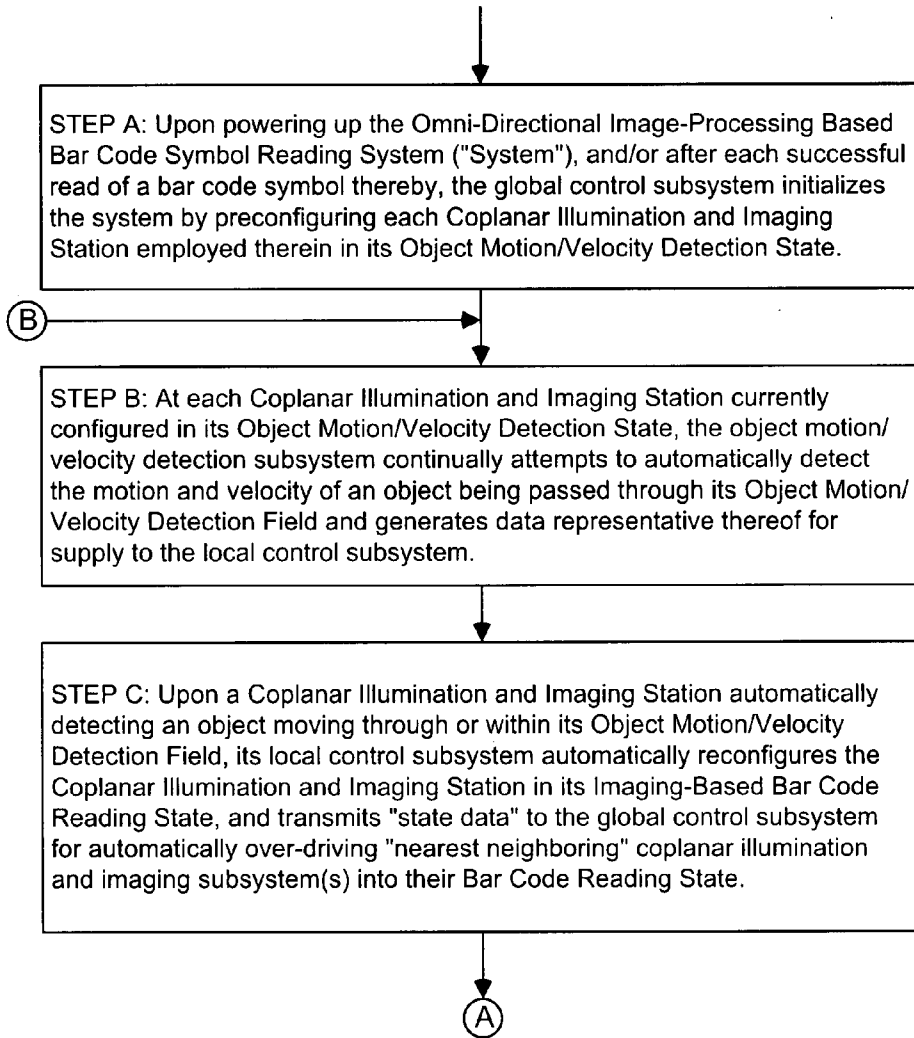 STEP A: Upon powering up the Omni-Directional Image-Processing Based
Bar Code Symbol Reading System ("System"), and/or after each successful
read of a bar code symbol thereby, the global control subsystem initializes
the system by preconfiguring each Coplanar Illumination and Imaging
Station employed therein in its Object Motion/Velocity Detection State.
B
STEP B: At each Coplanar Illumination and Imaging Station currently
configured in its Object Motion/Velocity Detection State, the object motion/
velocity detection subsystem continually attempts to automatically detect
the motion and velocity of an object being passed through its Object Motion/
Velocity Detection Field and generates data representative thereof for
supply to the local control subsystem.
STEP C: Upon a Coplanar Illumination and Imaging Station automatically
detecting an object moving through or within its Object Motion/Velocity
Detection Field, its local control subsystem automatically reconfigures the
Coplanar Illumination and Imaging Station in its Imaging-Based Bar Code
Reading State, and transmits "state data" to the global control subsystem
for automatically over-driving "nearest neighboring" coplanar illumination
and imaging subsystem(s) into their Bar Code Reading State.
A